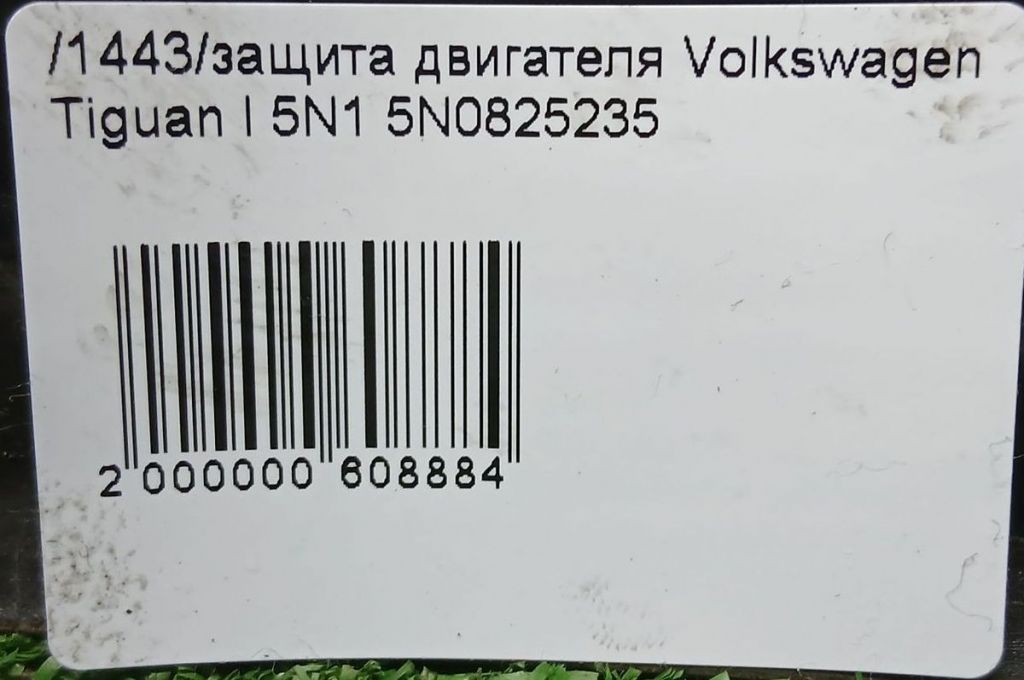 /1443/защита двигателя Volkswagen
Tiguan I 5N1 5N0825235
2 000000 608884